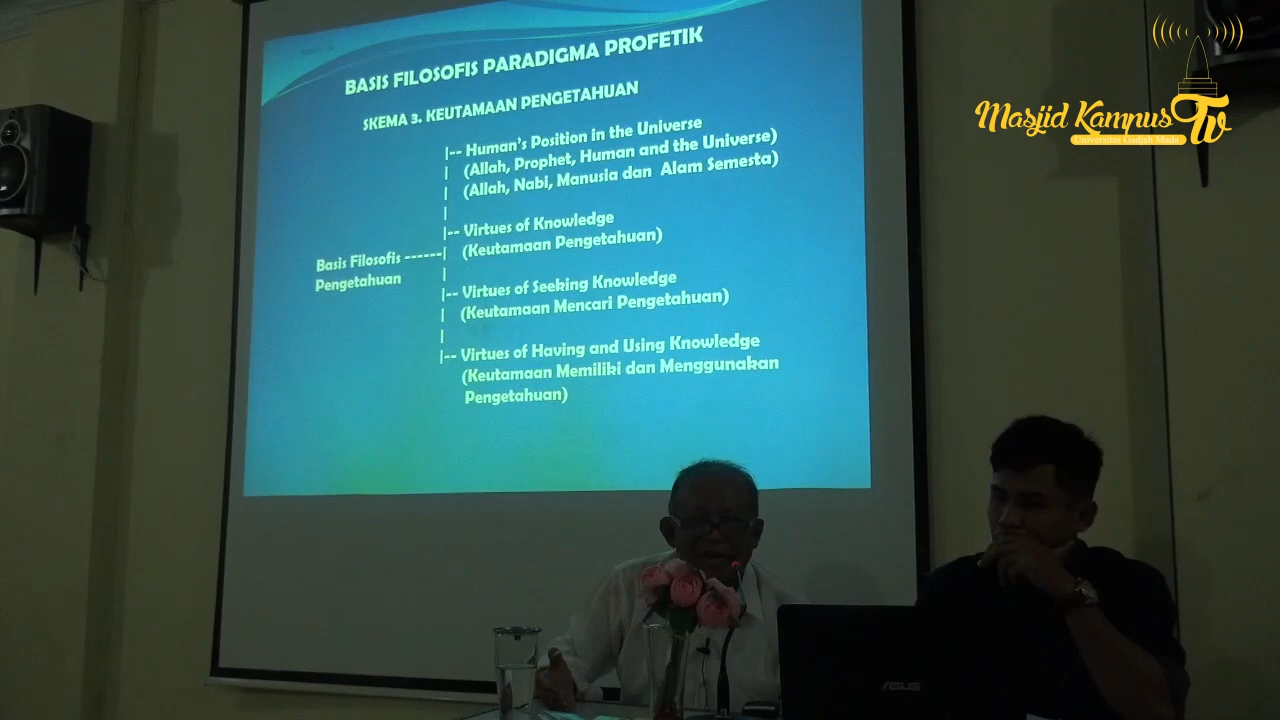 Masjid Kampus Tv
Universitas Gadjah Mada
BASIS FILOSOFIS PARADIGMA PROFETIK
SKEMA 3. KEUTAMAAN PENGETAHUAN
|-- Human's Position in the Universe
| (Allah, Prophet, Human and the Universe)
| (Allah, Nabi, Manusia dan Alam Semesta)
|
|-- Virtues of Knowledge
Basis Filosofis ------| (Keutamaan Pengetahuan)
Pengetahuan |
|-- Virtues of Seeking Knowledge
| (Keutamaan Mencari Pengetahuan)
|
|-- Virtues of Having and Using Knowledge
(Keutamaan Memiliki dan Menggunakan
Pengetahuan)
ASUS